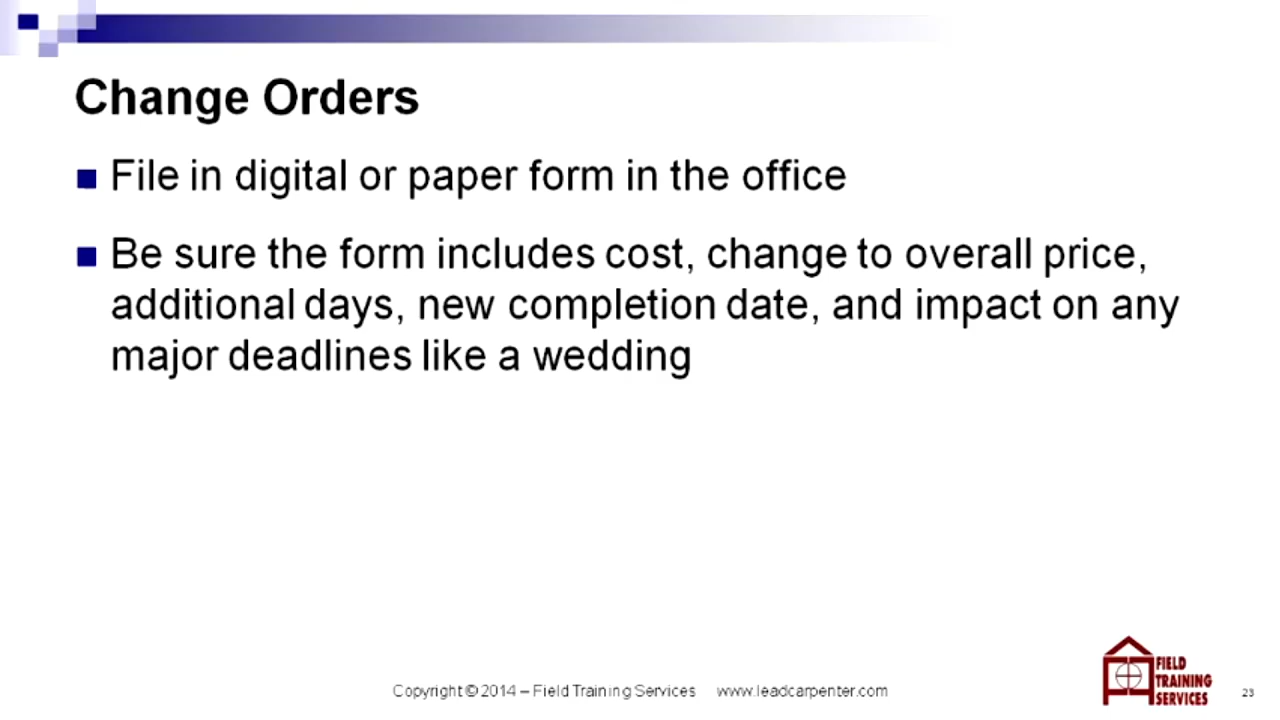 Change Orders
File in digital or paper form in the office
Be sure the form includes cost, change to overall price,
additional days, new completion date, and impact on any
major deadlines like a wedding
Copyright © 2014 – Field Training Services www.leadcarpenter.com
FIELD
TRAINING
SERVICES
23